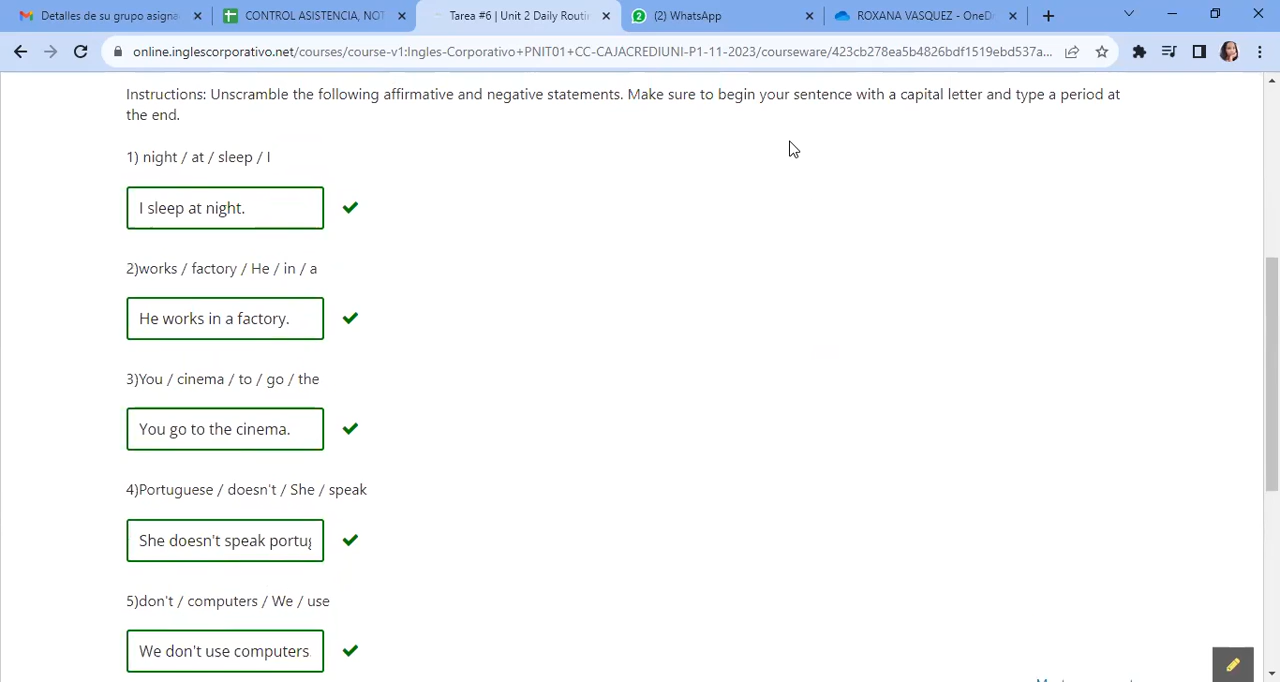 Detalles de su grupo asigna
CONTROL ASISTENCIA, NOT
Tarea #6 | Unit 2 Daily Routin
(2) WhatsApp
ROXANA VASQUEZ - OneD
online.inglescorporativo.net/courses/course-v1:Ingles-Corporativo+PNIT01+CC-CAJACREDIUNI-P1-11-2023/courseware/423cb278ea5b4826bdf1519ebd537a...
Instructions: Unscramble the following affirmative and negative statements. Make sure to begin your sentence with a capital letter and type a period at
the end.
1) night / at / sleep / I
I sleep at night.
2)works / factory / He / in / a
He works in a factory.
3)You / cinema / to / go / the
You go to the cinema.
4)Portuguese / doesn't / She / speak
She doesn't speak portug
5)don't / computers / We / use
We don't use computers.